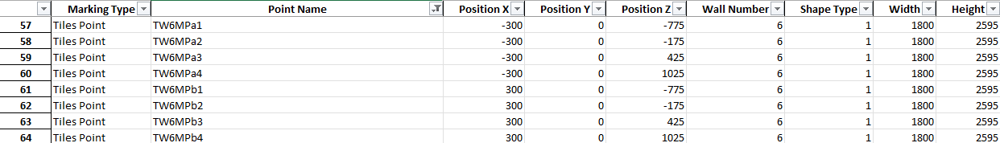 Marking Type Point Name Position X Position Y Position Z Wall Number Shape Type Width Height
57 Tiles Point TW6MPa1 -300 0 -775 6 1 1800 2595
58 Tiles Point TW6MPa2 -300 0 -175 6 1 1800 2595
59 Tiles Point TW6MPa3 -300 0 425 6 1 1800 2595
60 Tiles Point TW6MPa4 -300 0 1025 6 1 1800 2595
61 Tiles Point TW6MPb1 300 0 -775 6 1 1800 2595
62 Tiles Point TW6MPb2 300 0 -175 6 1 1800 2595
63 Tiles Point TW6MPb3 300 0 425 6 1 1800 2595
64 Tiles Point TW6MPb4 300 0 1025 6 1 1800 2595